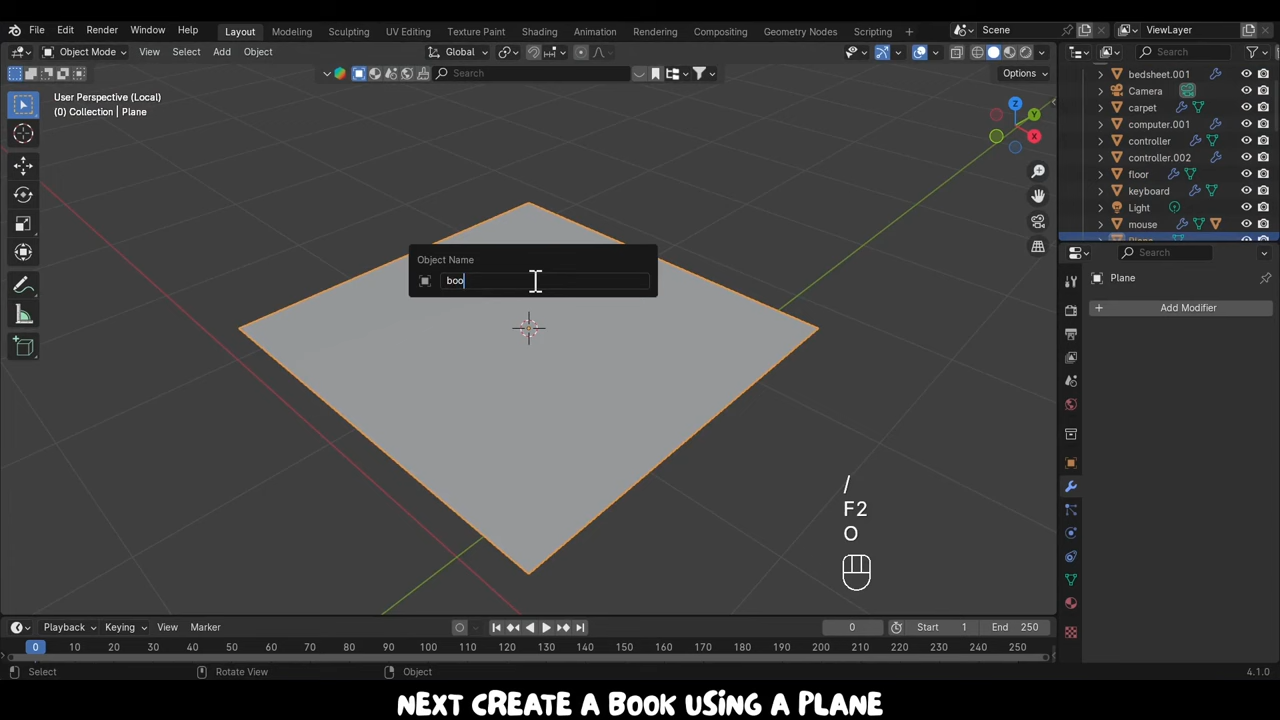 File Edit Render Window Help Layout Modeling Sculpting UV Editing Texture Paint Shading Animation Rendering Compositing Geometry Nodes Scripting + Scene ViewLayer
Object Mode View Select Add Object Global Search
Search Options
User Perspective (Local)
(0) Collection | Plane
Z
Y
X
bedsheet.001
Camera
carpet
computer.001
controller
controller.002
floor
keyboard
Light
mouse
Plane
Search
Plane
+ Add Modifier
Object Name
boo
/
F2
O
Playback Keying View Marker 0 Start 1 End 250
0 10 20 30 40 50 60 70 80 90 100 110 120 130 140 150 160 170 180 190 200 210 220 230 240 250
Select Rotate View Object 4.1.0
NEXT CREATE A BOOK USING A PLANE